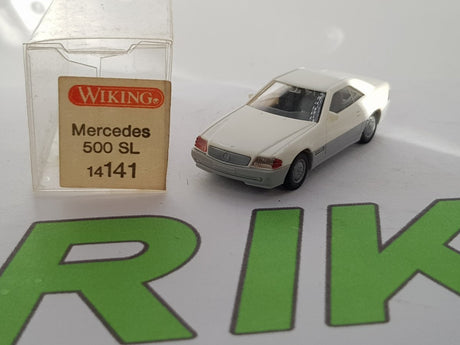 WIKING®
Mercedes
500 SL
14141
RIK